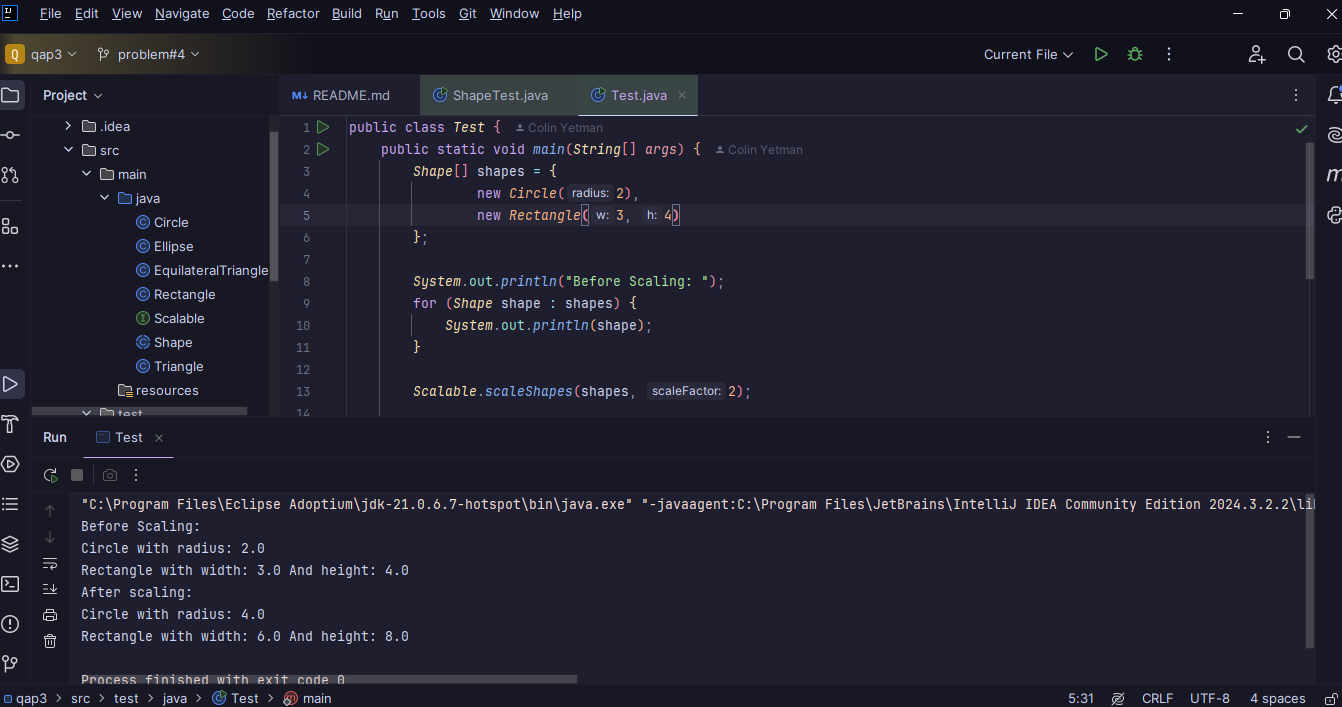 File Edit View Navigate Code Refactor Build Run Tools Git Window Help
Q qap3 problem#4 Current File
Project
README.md ShapeTest.java Test.java
.idea
src
main
java
Circle
Ellipse
EquilateralTriangle
Rectangle
Scalable
Shape
Triangle
resources
test
1 public class Test { Colin Yetman
2 public static void main(String[] args) { Colin Yetman
3 Shape[] shapes = {
4 new Circle( radius: 2),
5 new Rectangle( w: 3, h: 4)
6 };
7
8 System.out.println("Before Scaling: ");
9 for (Shape shape : shapes) {
10 System.out.println(shape);
11 }
12
13 Scalable.scaleShapes(shapes, scaleFactor: 2);
14
Run Test
"C:\Program Files\Eclipse Adoptium\jdk-21.0.6.7-hotspot\bin\java.exe" "-javaagent:C:\Program Files\JetBrains\IntelliJ IDEA Community Edition 2024.3.2.2\li
Before Scaling:
Circle with radius: 2.0
Rectangle with width: 3.0 And height: 4.0
After scaling:
Circle with radius: 4.0
Rectangle with width: 6.0 And height: 8.0
Process finished with exit code 0
qap3 > src > test > java > Test > main 5:31 CRLF UTF-8 4 spaces